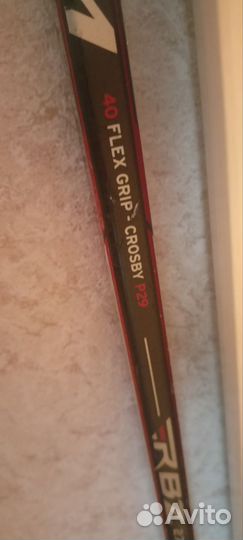 40 FLEX GRIP - CROSBY P29
RB
Avito